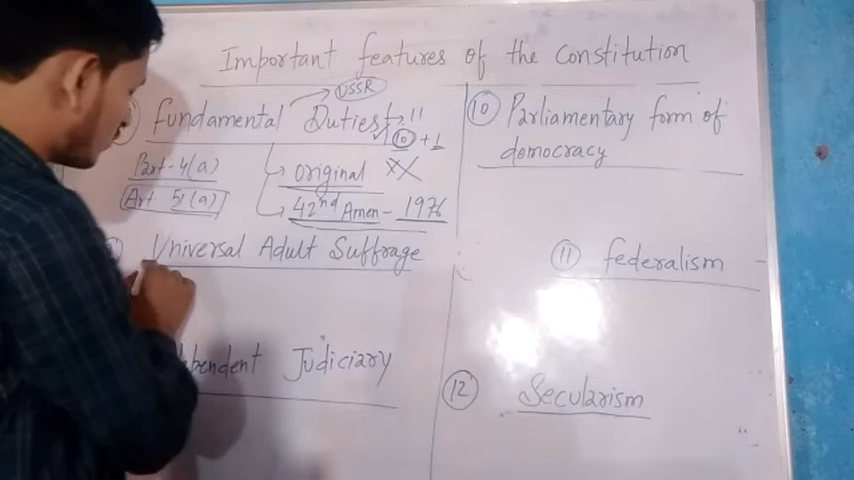 Important features of the Constitution
USSR
Fundamental Duties → 11
✓ 10 + 1
Part-4(a)
Art 51(a)
Original XX
42nd Amen - 1976
Universal Adult Suffrage
Judiciary
10 Parliamentary form of
democracy
11 federalism
12 Secularism